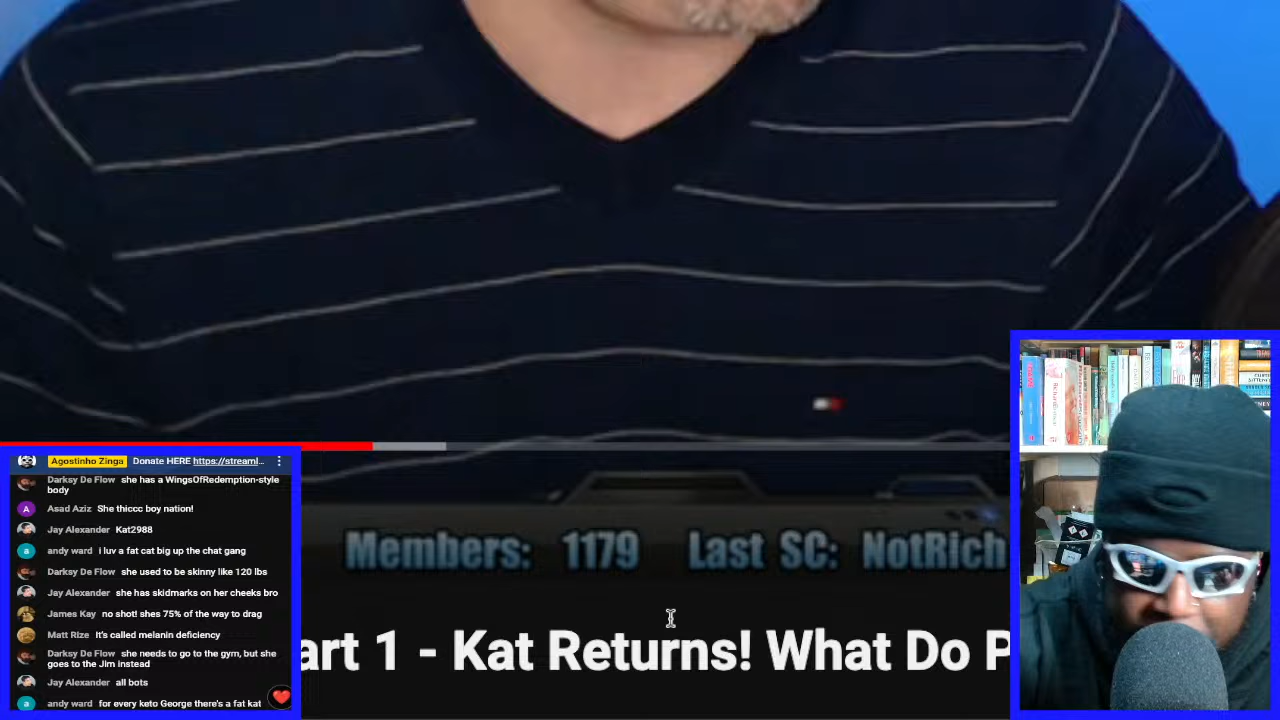 Agostinho Zinga Donate HERE https://streaml...
Darksy De Flow she has a WingsOfRedemption-style
body
A
Asad Aziz She thiccc boy nation!
Jay Alexander Kat2988
a
andy ward i luv a fat cat big up the chat gang
Darksy De Flow she used to be skinny like 120 lbs
Jay Alexander she has skidmarks on her cheeks bro
James Kay no shot! shes 75% of the way to drag
Matt Rize It's called melanin deficiency
Darksy De Flow she needs to go to the gym, but she
goes to the Jim instead
Jay Alexander all bots
a
andy ward for every keto George there's a fat kat
Members: 1179 Last SC: NotRich
art 1 - Kat Returns! What Do P